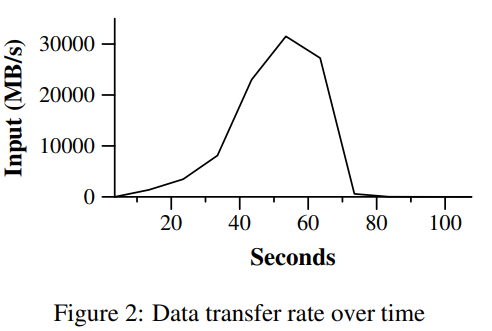 Input (MB/s)
30000
20000
10000
0
20 40 60 80 100
Seconds
Figure 2: Data transfer rate over time